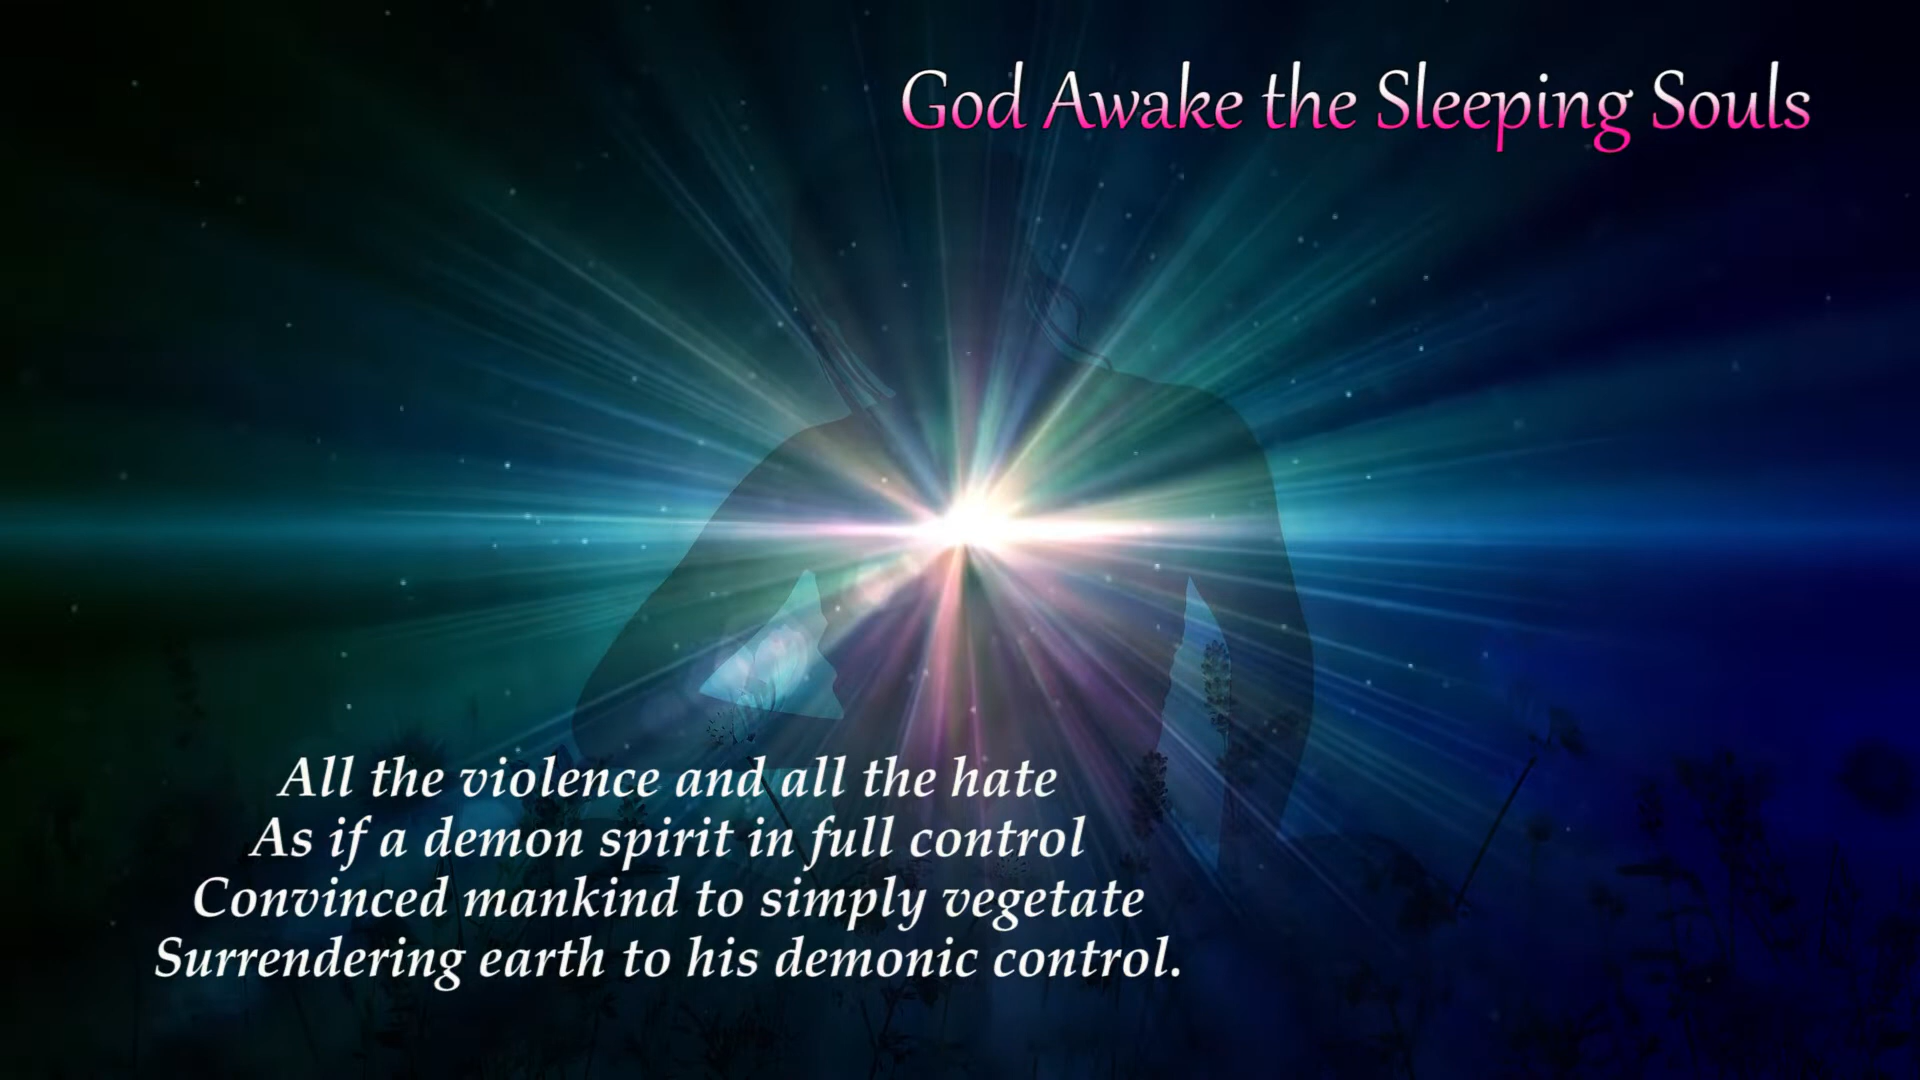 God Awake the Sleeping Souls
All the violence and all the hate
As if a demon spirit in full control
Convinced mankind to simply vegetate
Surrendering earth to his demonic control.